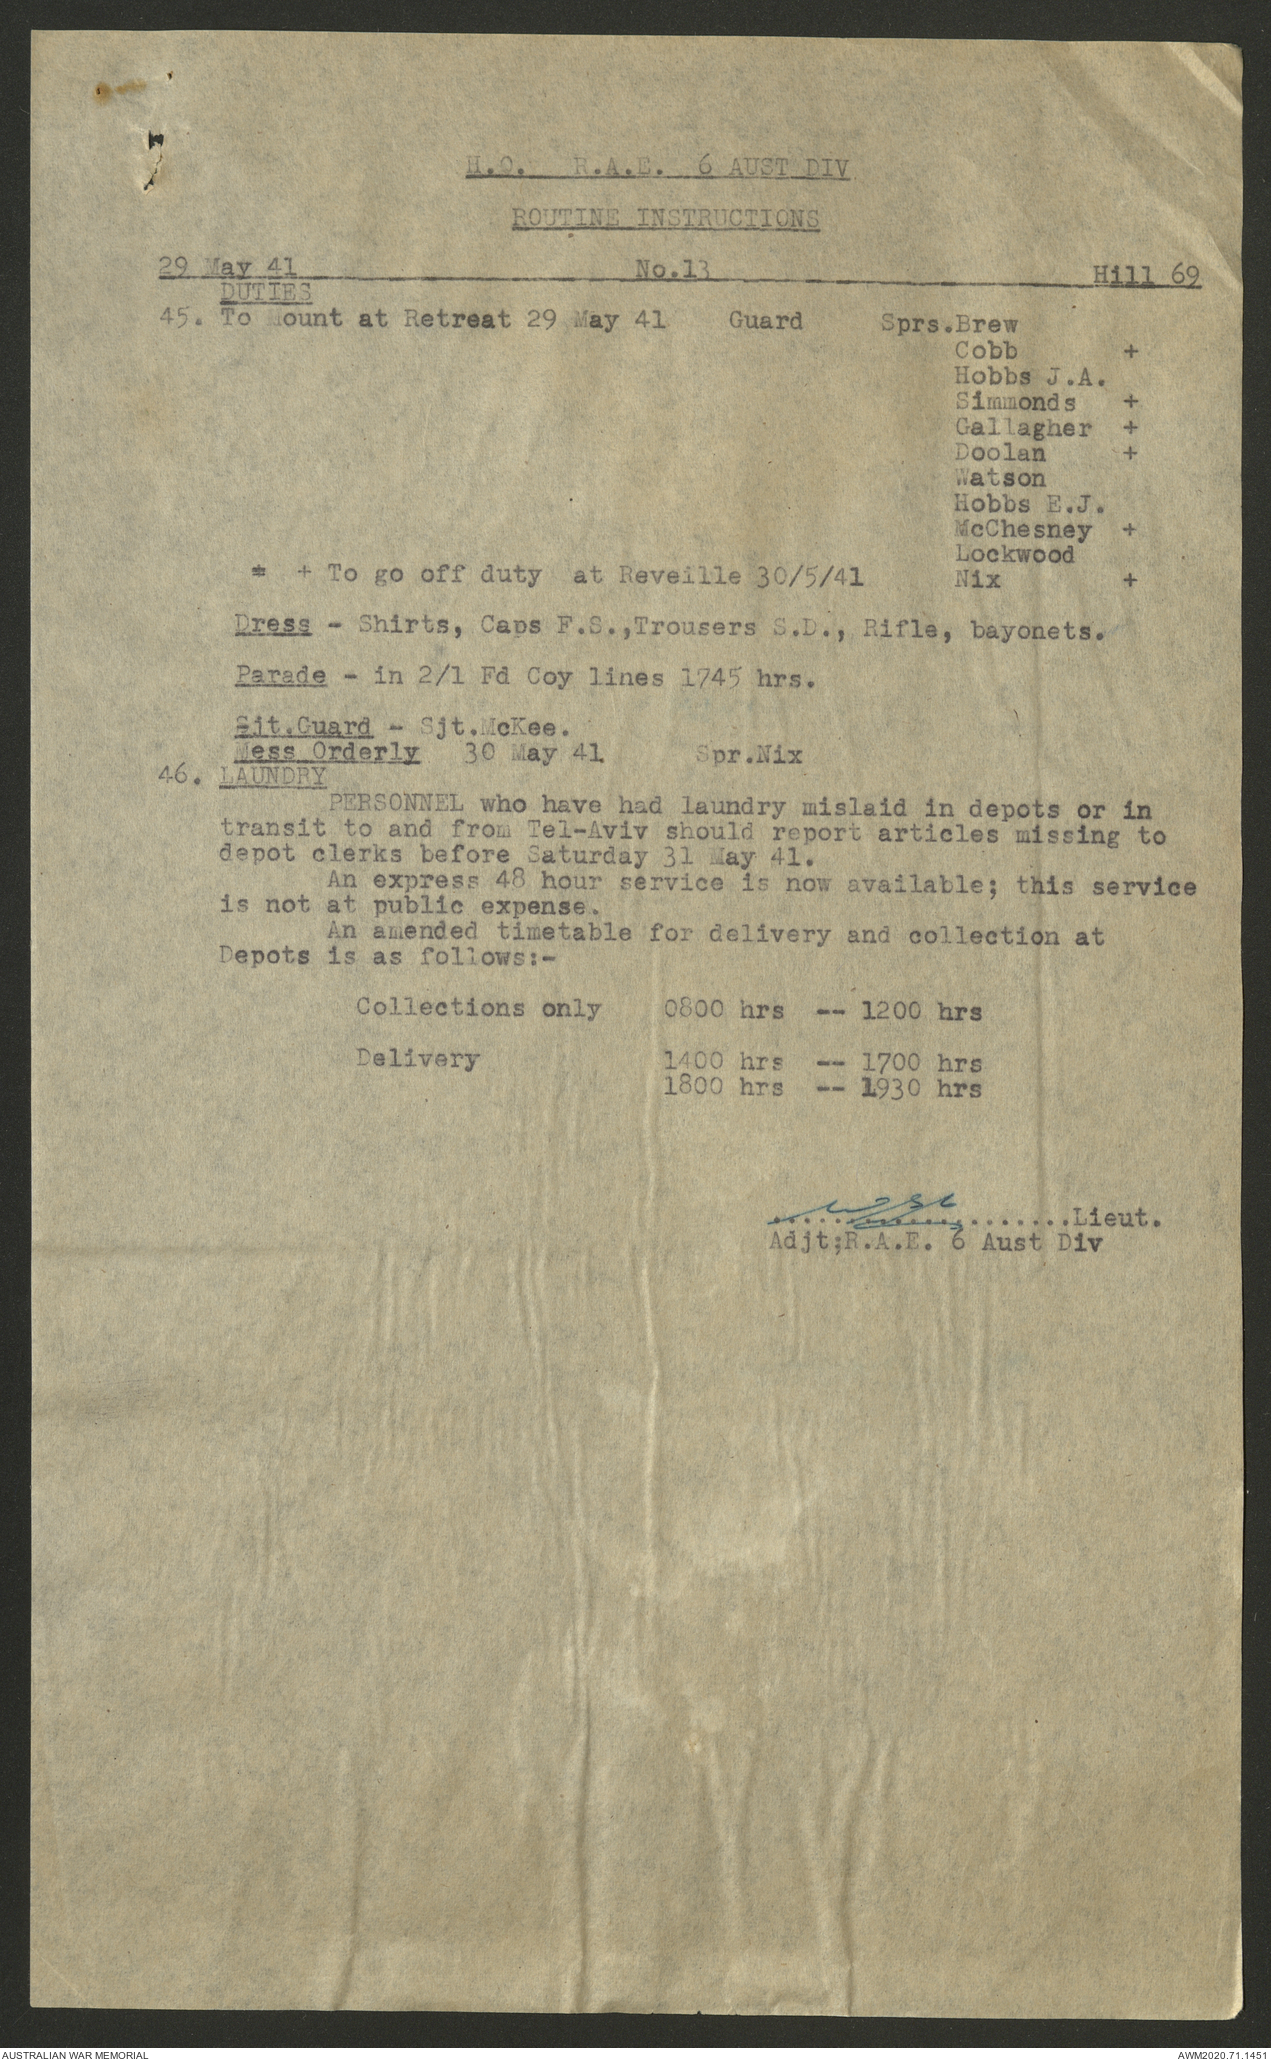 H.Q. R.A.E. 6 AUST DIV
ROUTINE INSTRUCTIONS
29 May 41 No.13 Hill 69
DUTIES
45. To Mount at Retreat 29 May 41 Guard Sprs.Brew
Cobb +
Hobbs J.A.
Simmonds +
Gallagher +
Doolan +
Watson
Hobbs E.J.
McChesney +
Lockwood
* + To go off duty at Reveille 30/5/41 Nix +
Dress - Shirts, Caps F.S.,Trousers S.D., Rifle, bayonets.
Parade - in 2/1 Fd Coy lines 1745 hrs.
Sjt.Guard - Sjt.McKee.
Mess Orderly 30 May 41 Spr.Nix
46. LAUNDRY
PERSONNEL who have had laundry mislaid in depots or in
transit to and from Tel-Aviv should report articles missing to
depot clerks before Saturday 31 May 41.
An express 48 hour service is now available; this service
is not at public expense.
An amended timetable for delivery and collection at
Depots is as follows:-
Collections only 0800 hrs -- 1200 hrs
Delivery 1400 hrs -- 1700 hrs
1800 hrs -- 1930 hrs
...................Lieut.
Adjt;R.A.E. 6 Aust Div
AUSTRALIAN WAR MEMORIAL AWM2020.71.1451